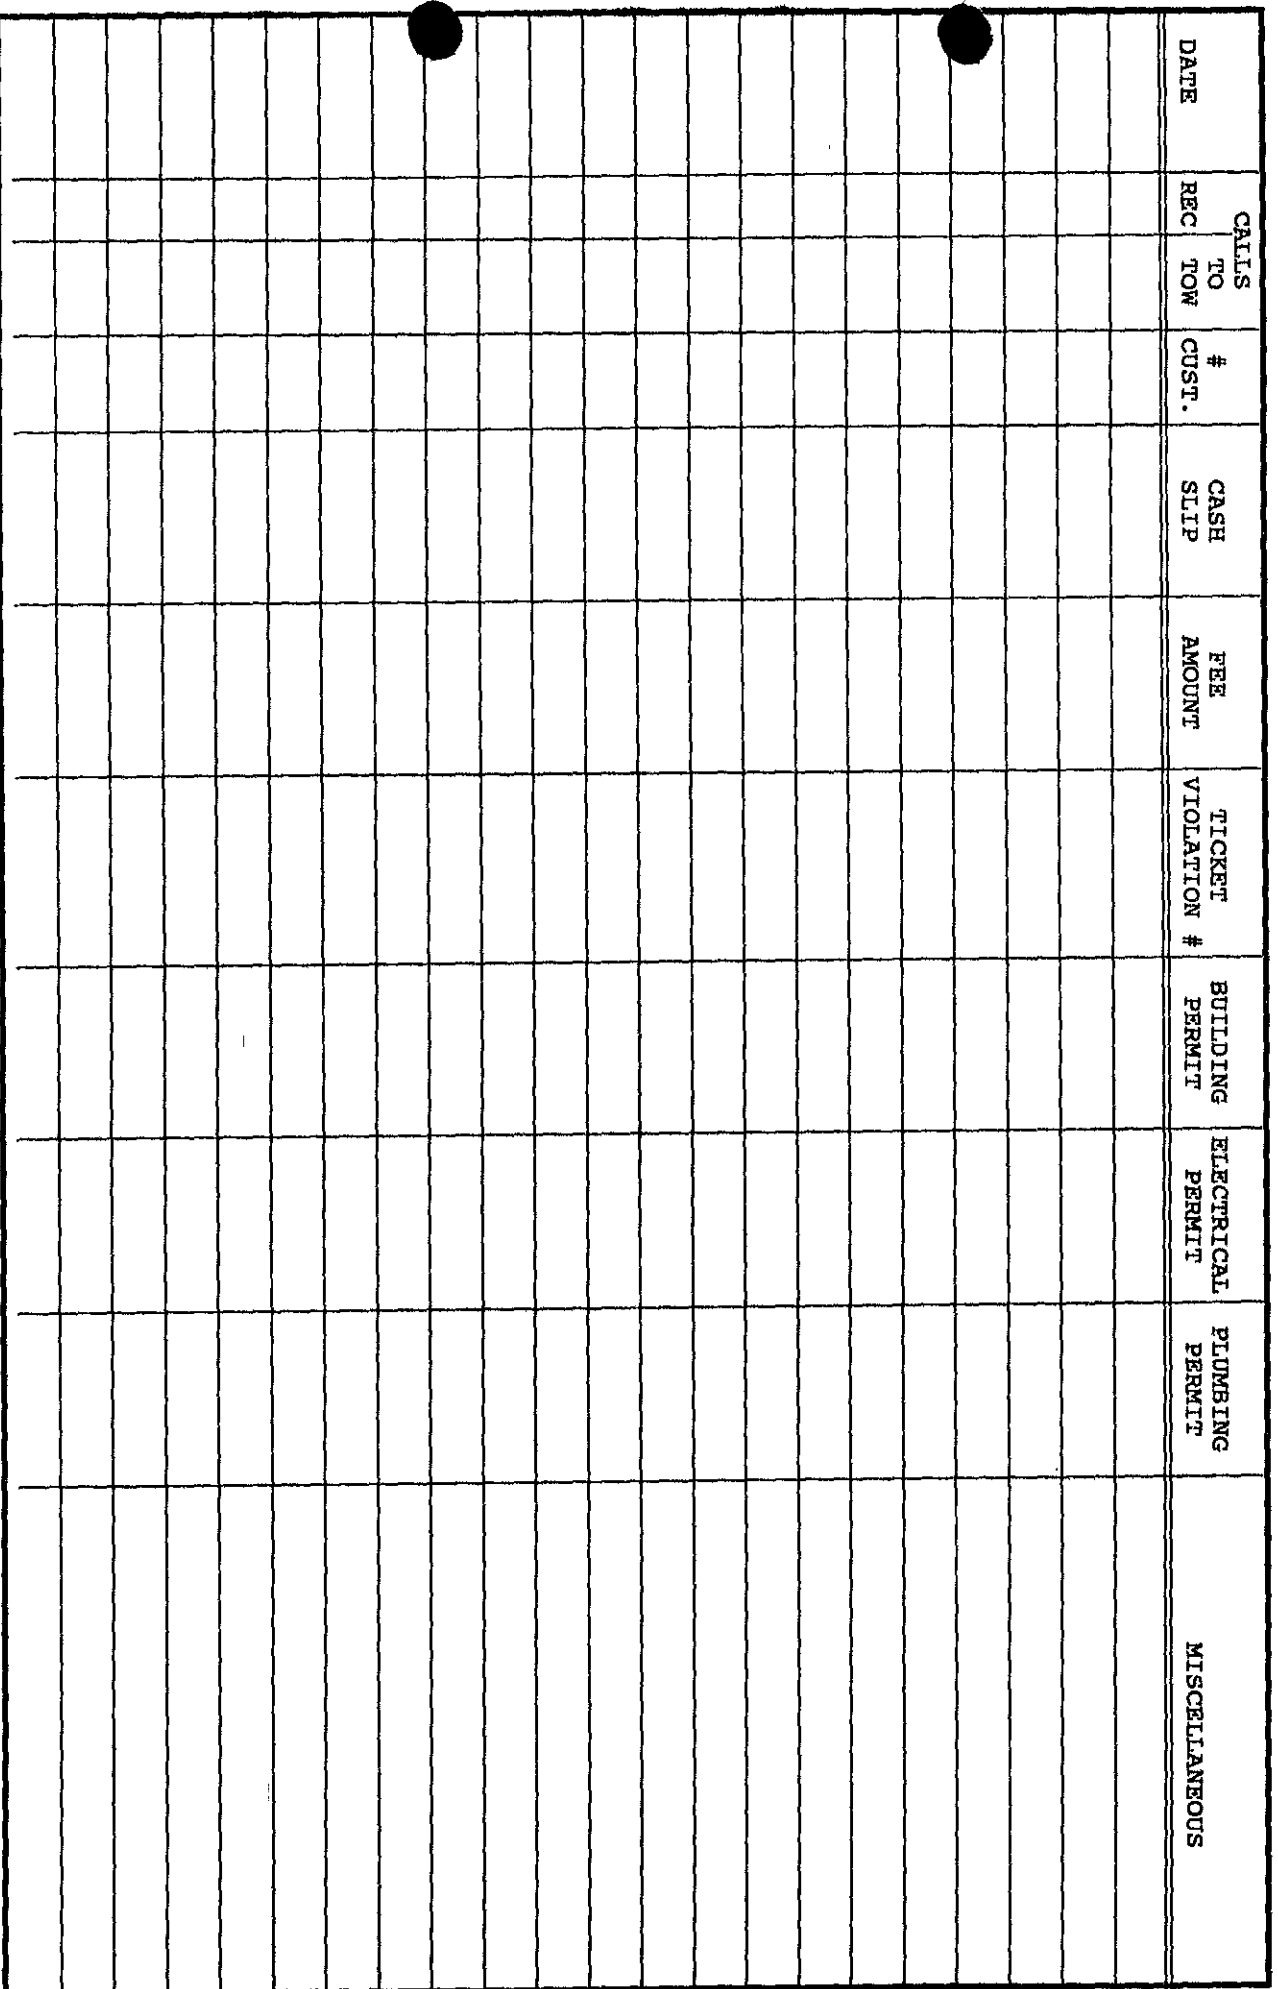 DATE
CALLS
REC
TO
TOW
#
CUST.
CASH
SLIP
FEE
AMOUNT
TICKET
VIOLATION #
BUILDING
PERMIT
ELECTRICAL
PERMIT
PLUMBING
PERMIT
MISCELLANEOUS